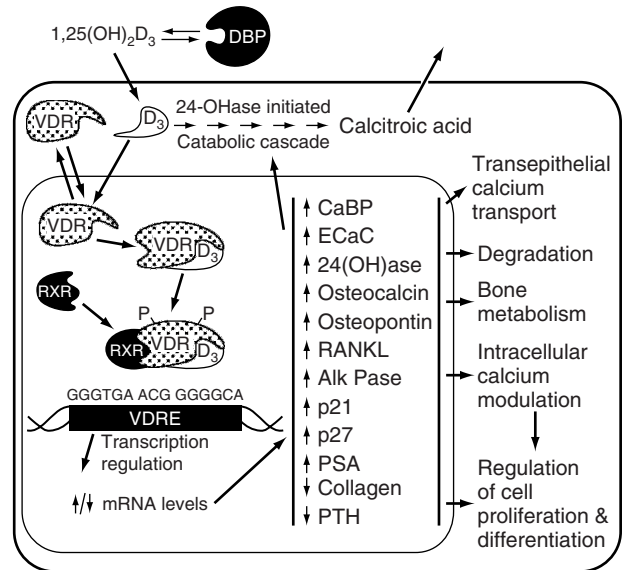 1,25(OH)₂D₃
DBP
VDR
D₃
24-OHase initiated
Catabolic cascade
Calcitroic acid
VDR
VDR
D₃
RXR
P
P
RXR
VDR
D₃
GGGTGA ACG GGGGCA
VDRE
Transcription
regulation
↑/↓ mRNA levels
↑ CaBP
↑ ECaC
↑ 24(OH)ase
↑ Osteocalcin
↑ Osteopontin
↑ RANKL
↑ Alk Pase
↑ p21
↑ p27
↑ PSA
↓ Collagen
↓ PTH
Transepithelial
calcium
transport
Degradation
Bone
metabolism
Intracellular
calcium
modulation
Regulation
of cell
proliferation &
differentiation